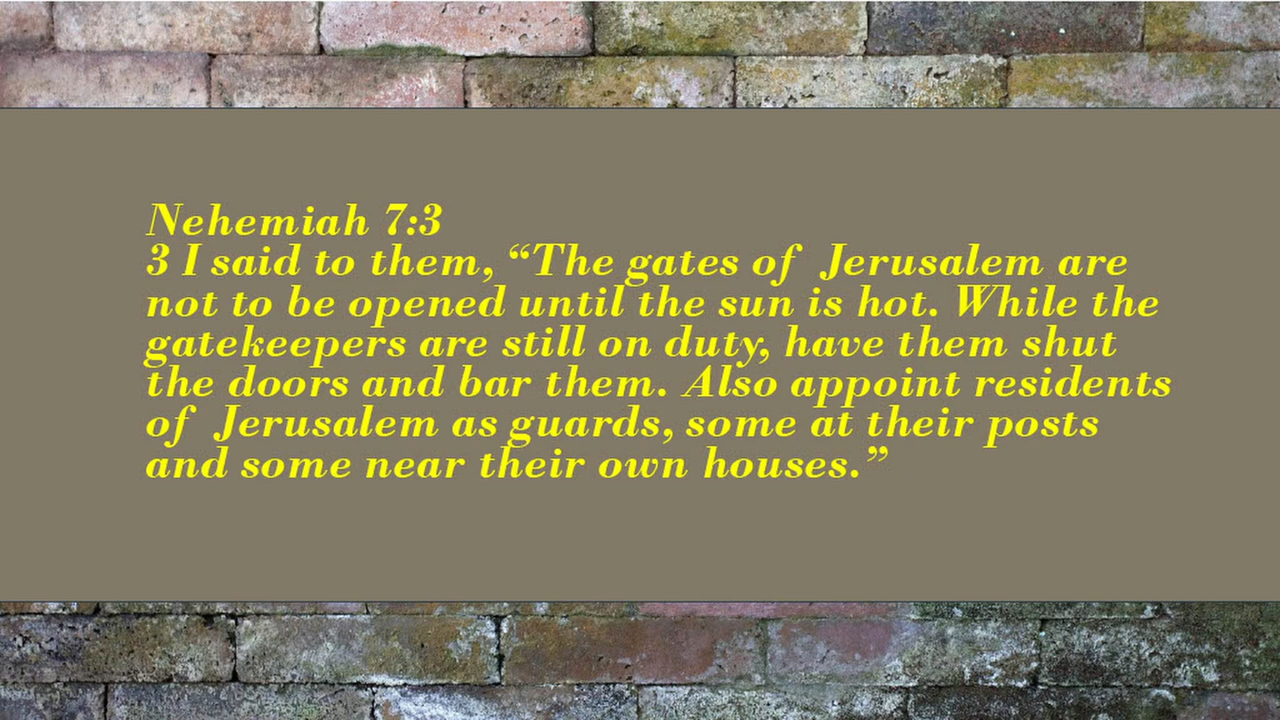 Nehemiah 7:3
3 I said to them, “The gates of Jerusalem are
not to be opened until the sun is hot. While the
gatekeepers are still on duty, have them shut
the doors and bar them. Also appoint residents
of Jerusalem as guards, some at their posts
and some near their own houses.”